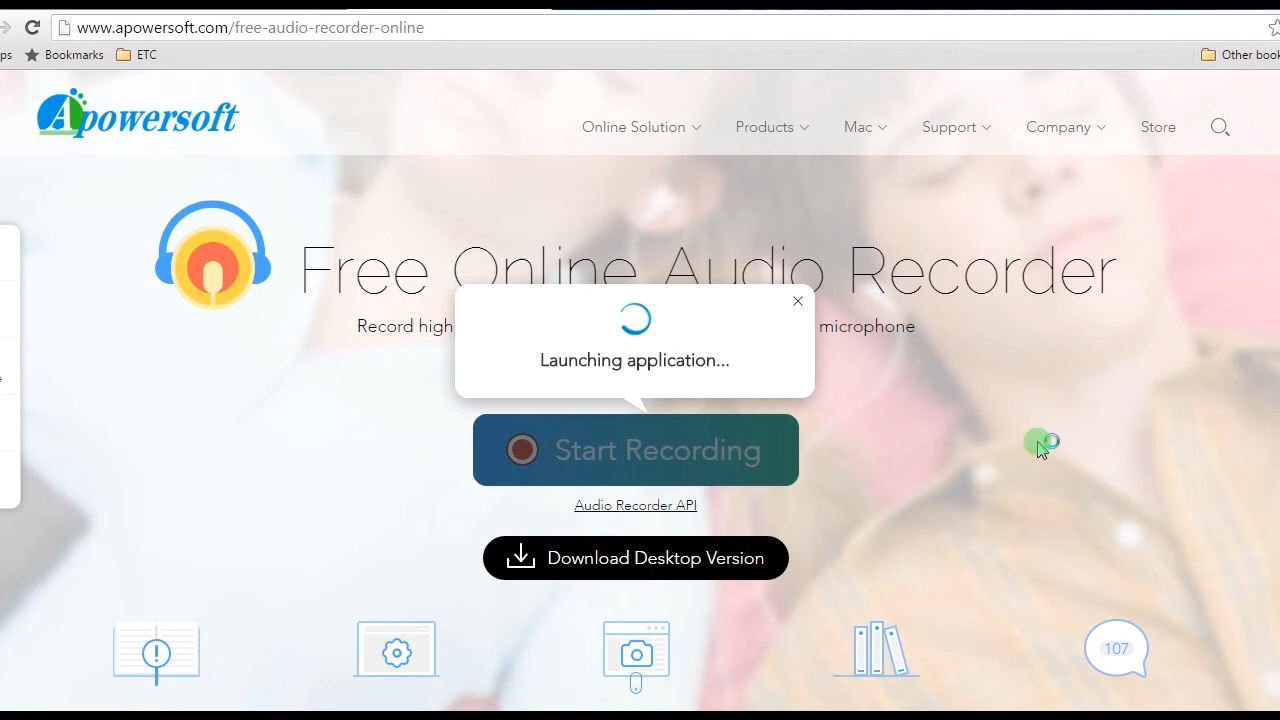 www.apowersoft.com/free-audio-recorder-online
ps Bookmarks ETC Other book
Apowersoft
Online Solution Products Mac Support Company Store
Free Online Audio Recorder
Record high microphone
Launching application...
Start Recording
Audio Recorder API
Download Desktop Version
107